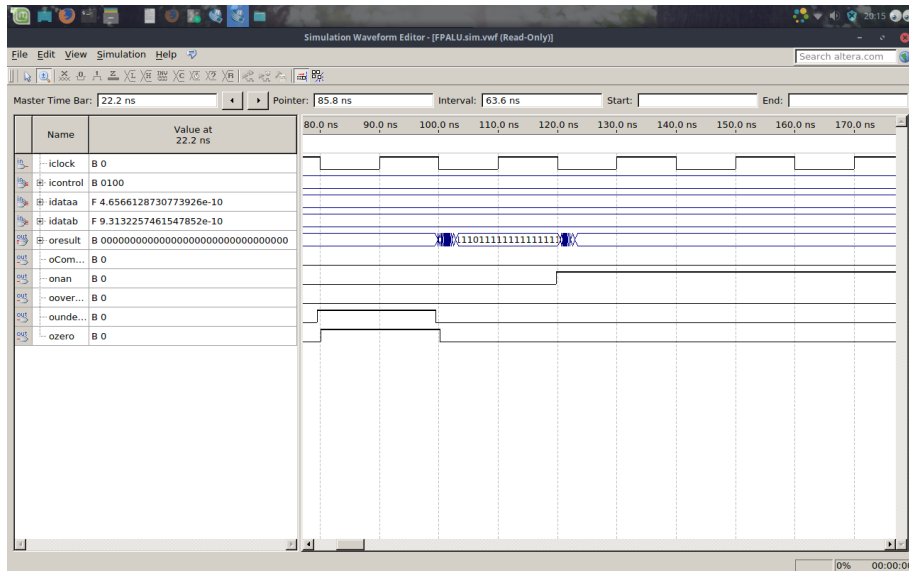 20:15
Simulation Waveform Editor - [FPALU.sim.vwf (Read-Only)]
File Edit View Simulation Help
Search altera.com
Master Time Bar: 22.2 ns Pointer: 85.8 ns Interval: 63.6 ns Start: End:
Name Value at 22.2 ns 80.0 ns 90.0 ns 100.0 ns 110.0 ns 120.0 ns 130.0 ns 140.0 ns 150.0 ns 160.0 ns 170.0 ns
iclock B 0
icontrol B 0100
idataa F 4.6566128730773926e-10
idatab F 9.3132257461547852e-10
oresult B 00000000000000000000000000000000
oCom... B 0
onan B 0
oover... B 0
ounde... B 0
ozero B 0
0% 00:00:00